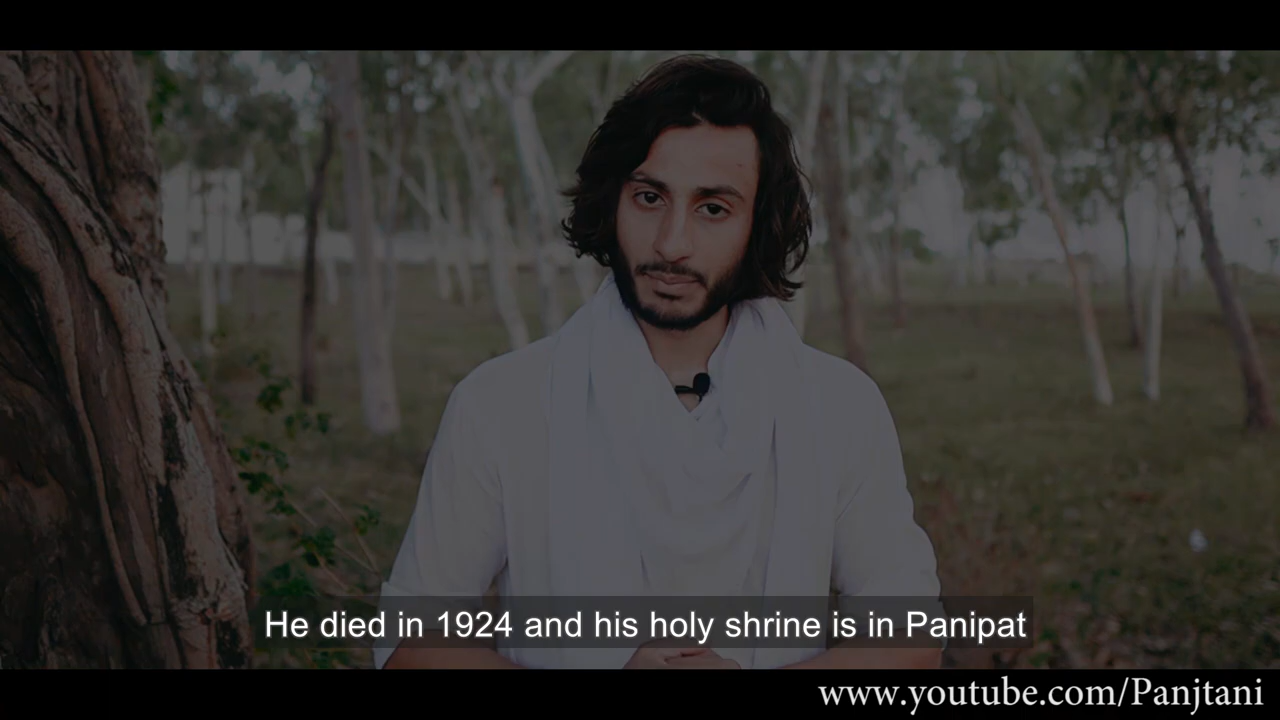 He died in 1924 and his holy shrine is in Panipat
www.youtube.com/Panjtani